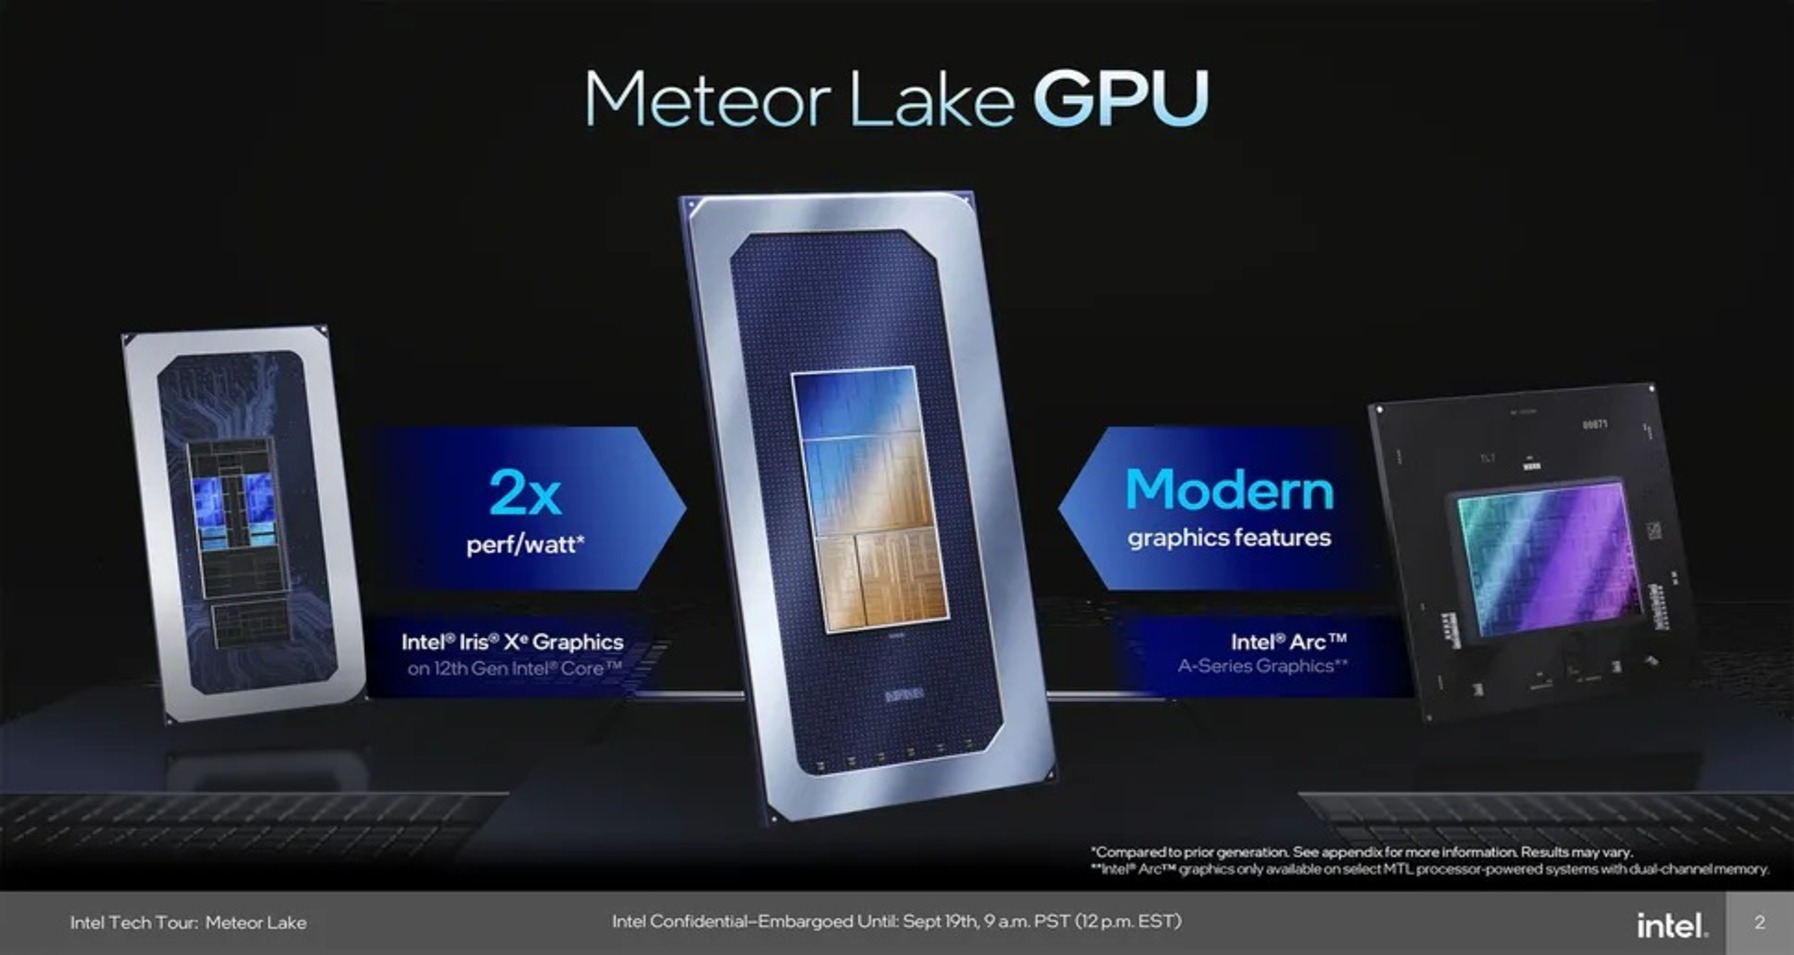 Meteor Lake GPU
2x
perf/watt*
Intel® Iris® Xᵉ Graphics
on 12th Gen Intel® Core™
Modern
graphics features
Intel® Arc™
A-Series Graphics**
00871
*Compared to prior generation. See appendix for more information. Results may vary.
**Intel® Arc™ graphics only available on select MTL processor-powered systems with dual-channel memory.
Intel Tech Tour: Meteor Lake
Intel Confidential–Embargoed Until: Sept 19th, 9 a.m. PST (12 p.m. EST)
intel.
2